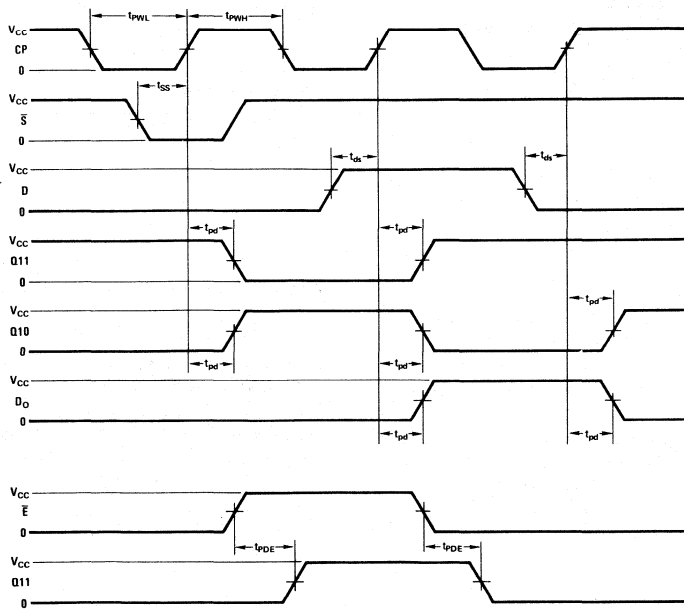 tPWL tPWH
VCC
CP
0
tSS
VCC
S̅
0
tds tds
VCC
D
0
tpd tpd
VCC
Q11
0
tpd
VCC
Q10
0
tpd tpd
VCC
DO
0
tpd tpd
VCC
E̅
0
tPDE tPDE
VCC
Q11
0